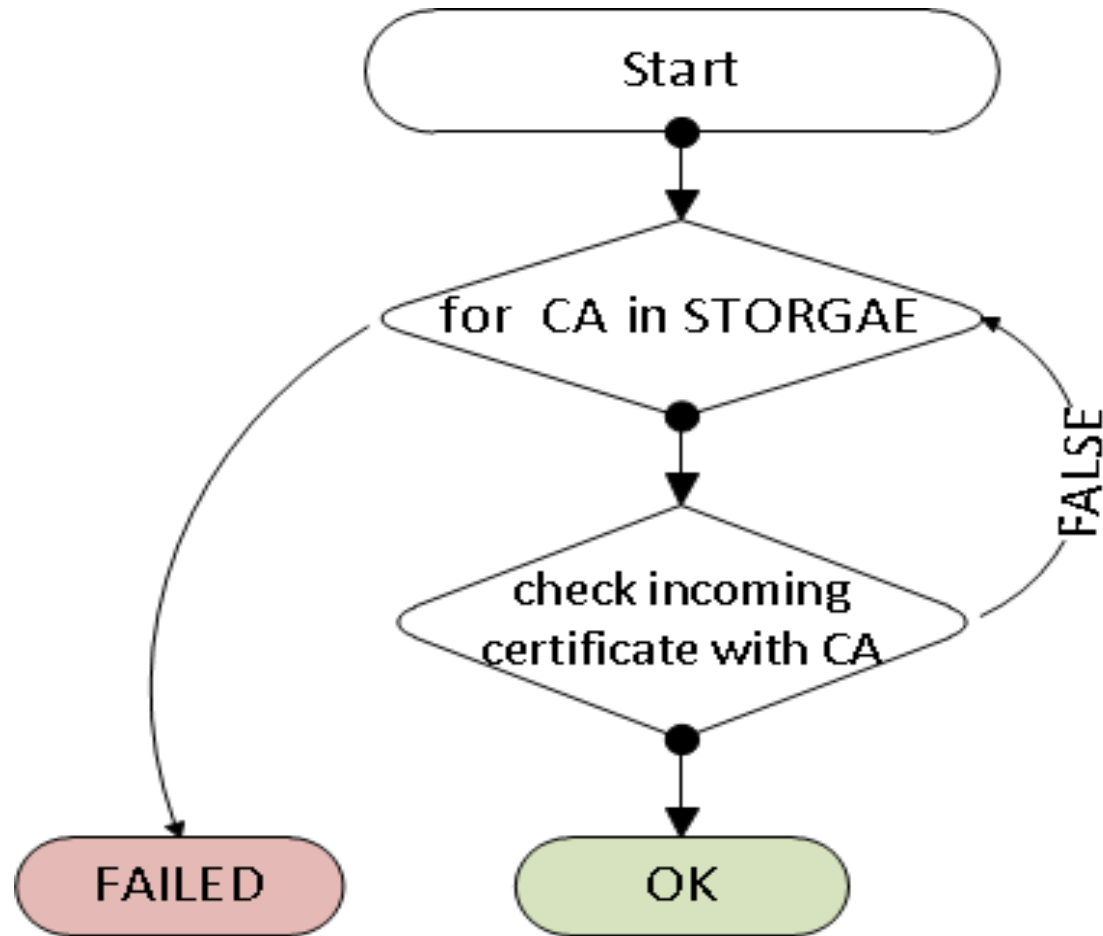 Start
for CA in STORGAE
FALSE
check incoming
certificate with CA
FAILED
OK